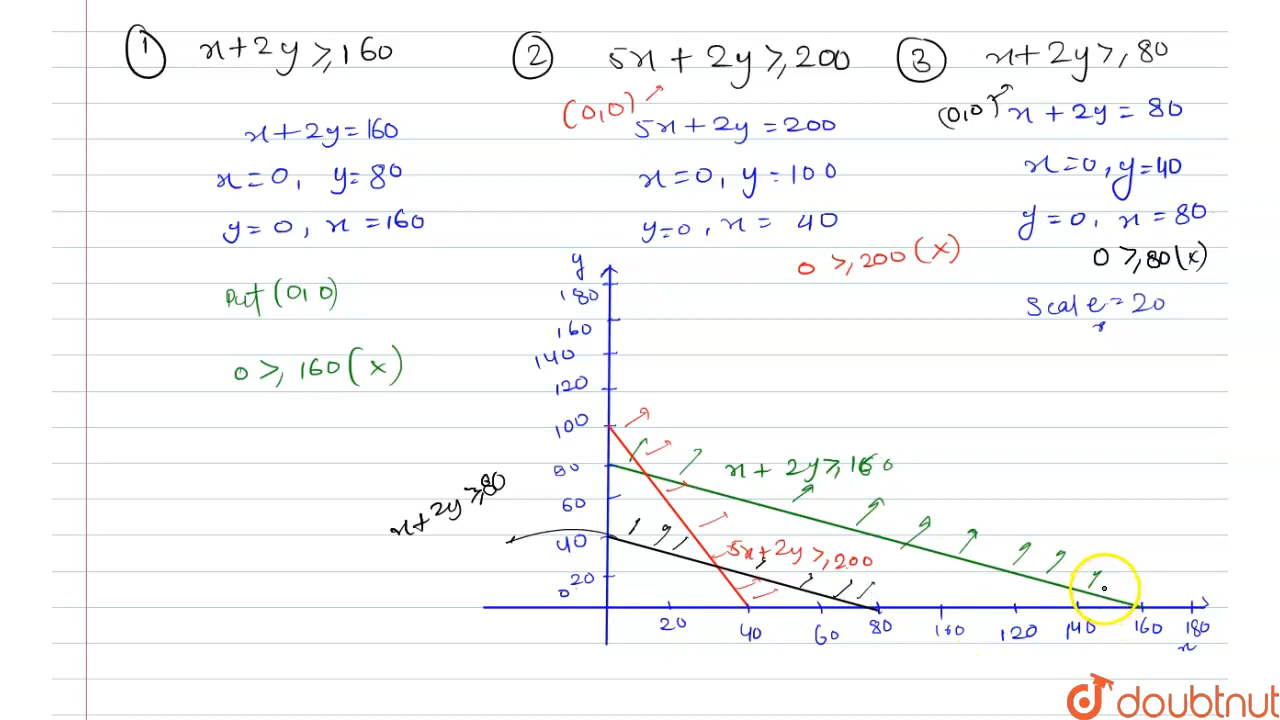 ① x+2y≥160
x+2y=160
x=0, y=80
y=0, x=160
Put (0,0)
0≥160(×)
② 5x+2y≥200
(0,0)
5x+2y=200
x=0, y=100
y=0, x= 40
0≥200(×)
③ x+2y≥80
(0,0) x+2y=80
x=0, y=40
y=0, x=80
0≥80(×)
Scale=20
y
180
160
140
120
100
80
60
40
20
0
x+2y≥160
x+2y≥80
5x+2y≥200
20 40 60 80 100 120 140 160 180
x
doubtnut